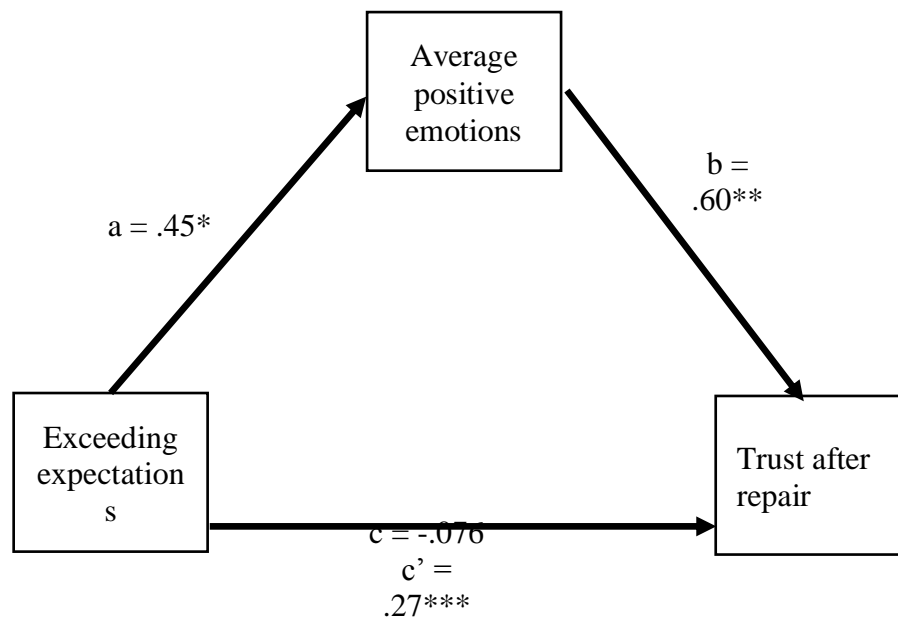 Average
positive
emotions
b =
.60**
a = .45*
Exceeding
expectation
s
Trust after
repair
c = -.076
c’ =
.27***